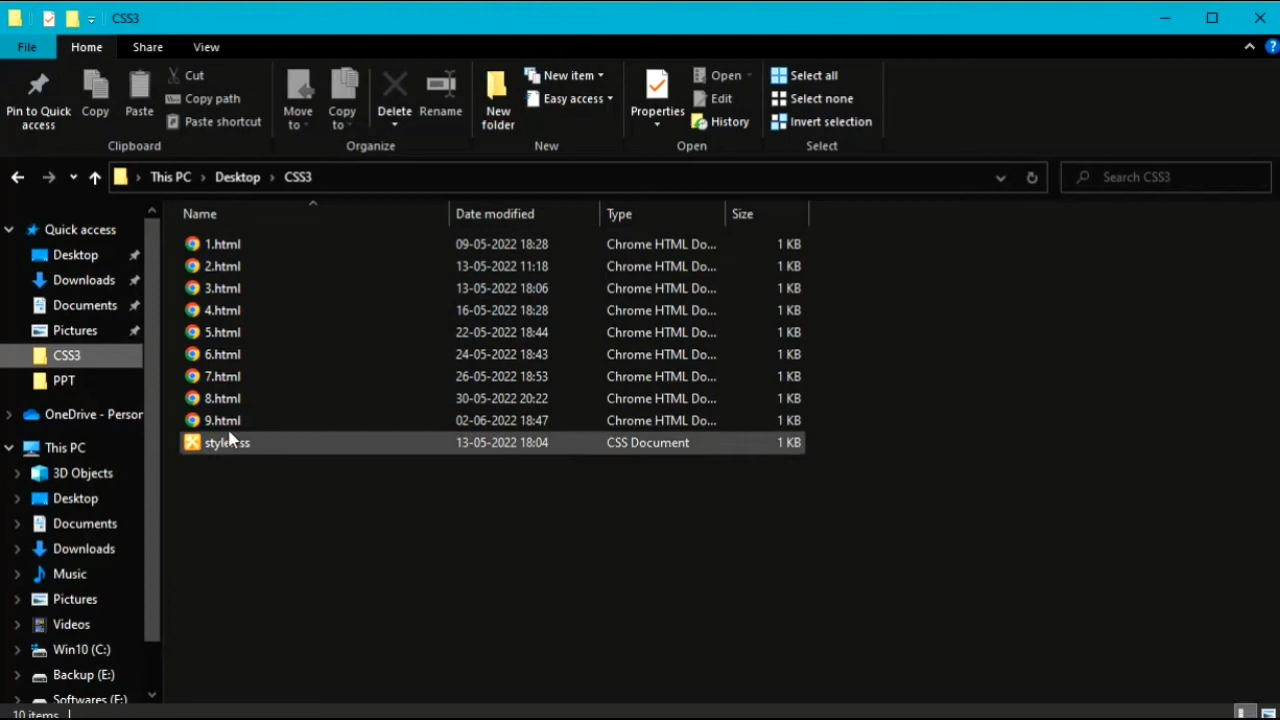 CSS3
File Home Share View
Pin to Quick access
Copy
Paste
Cut
Copy path
Paste shortcut
Clipboard
Move to
Copy to
Delete
Rename
Organize
New folder
New item
Easy access
New
Properties
Open
Edit
History
Open
Select all
Select none
Invert selection
Select
This PC > Desktop > CSS3
Search CSS3
Quick access
Desktop
Downloads
Documents
Pictures
CSS3
PPT
OneDrive - Person
This PC
3D Objects
Desktop
Documents
Downloads
Music
Pictures
Videos
Win10 (C:)
Backup (E:)
Softwares (F:)
Name Date modified Type Size
1.html 09-05-2022 18:28 Chrome HTML Do... 1 KB
2.html 13-05-2022 11:18 Chrome HTML Do... 1 KB
3.html 13-05-2022 18:06 Chrome HTML Do... 1 KB
4.html 16-05-2022 18:28 Chrome HTML Do... 1 KB
5.html 22-05-2022 18:44 Chrome HTML Do... 1 KB
6.html 24-05-2022 18:43 Chrome HTML Do... 1 KB
7.html 26-05-2022 18:53 Chrome HTML Do... 1 KB
8.html 30-05-2022 20:22 Chrome HTML Do... 1 KB
9.html 02-06-2022 18:47 Chrome HTML Do... 1 KB
style.css 13-05-2022 18:04 CSS Document 1 KB
10 items